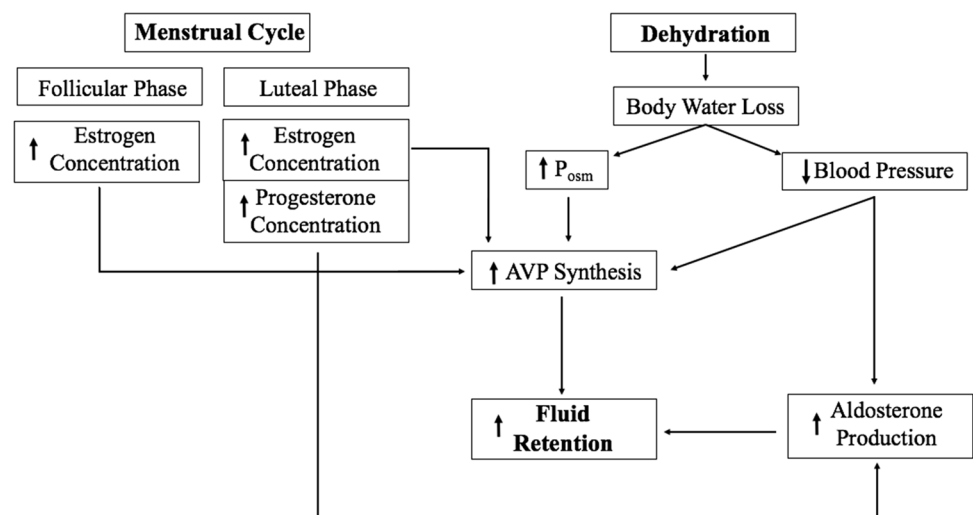 Menstrual Cycle
Follicular Phase
Luteal Phase
↑ Estrogen
Concentration
↑ Estrogen
Concentration
↑ Progesterone
Concentration
Dehydration
Body Water Loss
↑ Posm
↓ Blood Pressure
↑ AVP Synthesis
↑ Fluid
Retention
↑ Aldosterone
Production